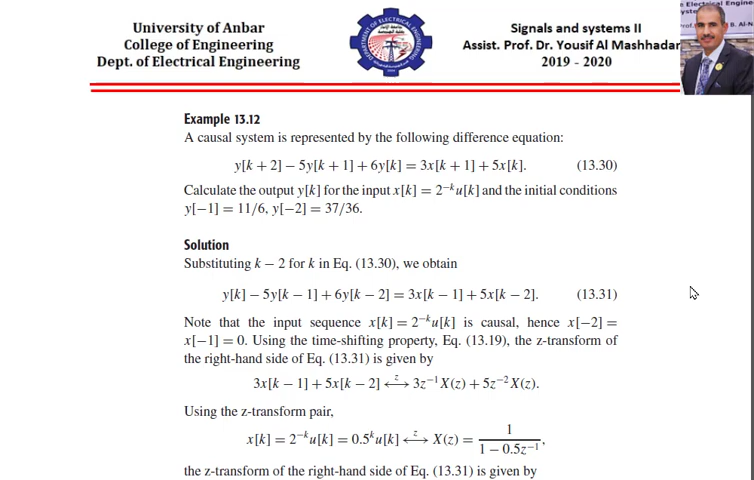 University of Anbar
College of Engineering
Dept. of Electrical Engineering
Signals and systems II
Assist. Prof. Dr. Yousif Al Mashhadan
2019 - 2020
Example 13.12
A causal system is represented by the following difference equation:
y[k + 2] − 5y[k + 1] + 6y[k] = 3x[k + 1] + 5x[k]. (13.30)
Calculate the output y[k] for the input x[k] = 2⁻ᵏu[k] and the initial conditions
y[−1] = 11/6, y[−2] = 37/36.
Solution
Substituting k − 2 for k in Eq. (13.30), we obtain
y[k] − 5y[k − 1] + 6y[k − 2] = 3x[k − 1] + 5x[k − 2]. (13.31)
Note that the input sequence x[k] = 2⁻ᵏu[k] is causal, hence x[−2] =
x[−1] = 0. Using the time-shifting property, Eq. (13.19), the z-transform of
the right-hand side of Eq. (13.31) is given by
3x[k − 1] + 5x[k − 2] ⟷ᶻ 3z⁻¹X(z) + 5z⁻²X(z).
Using the z-transform pair,
x[k] = 2⁻ᵏu[k] = 0.5ᵏu[k] ⟷ᶻ X(z) = 1 / (1 − 0.5z⁻¹),
the z-transform of the right-hand side of Eq. (13.31) is given by